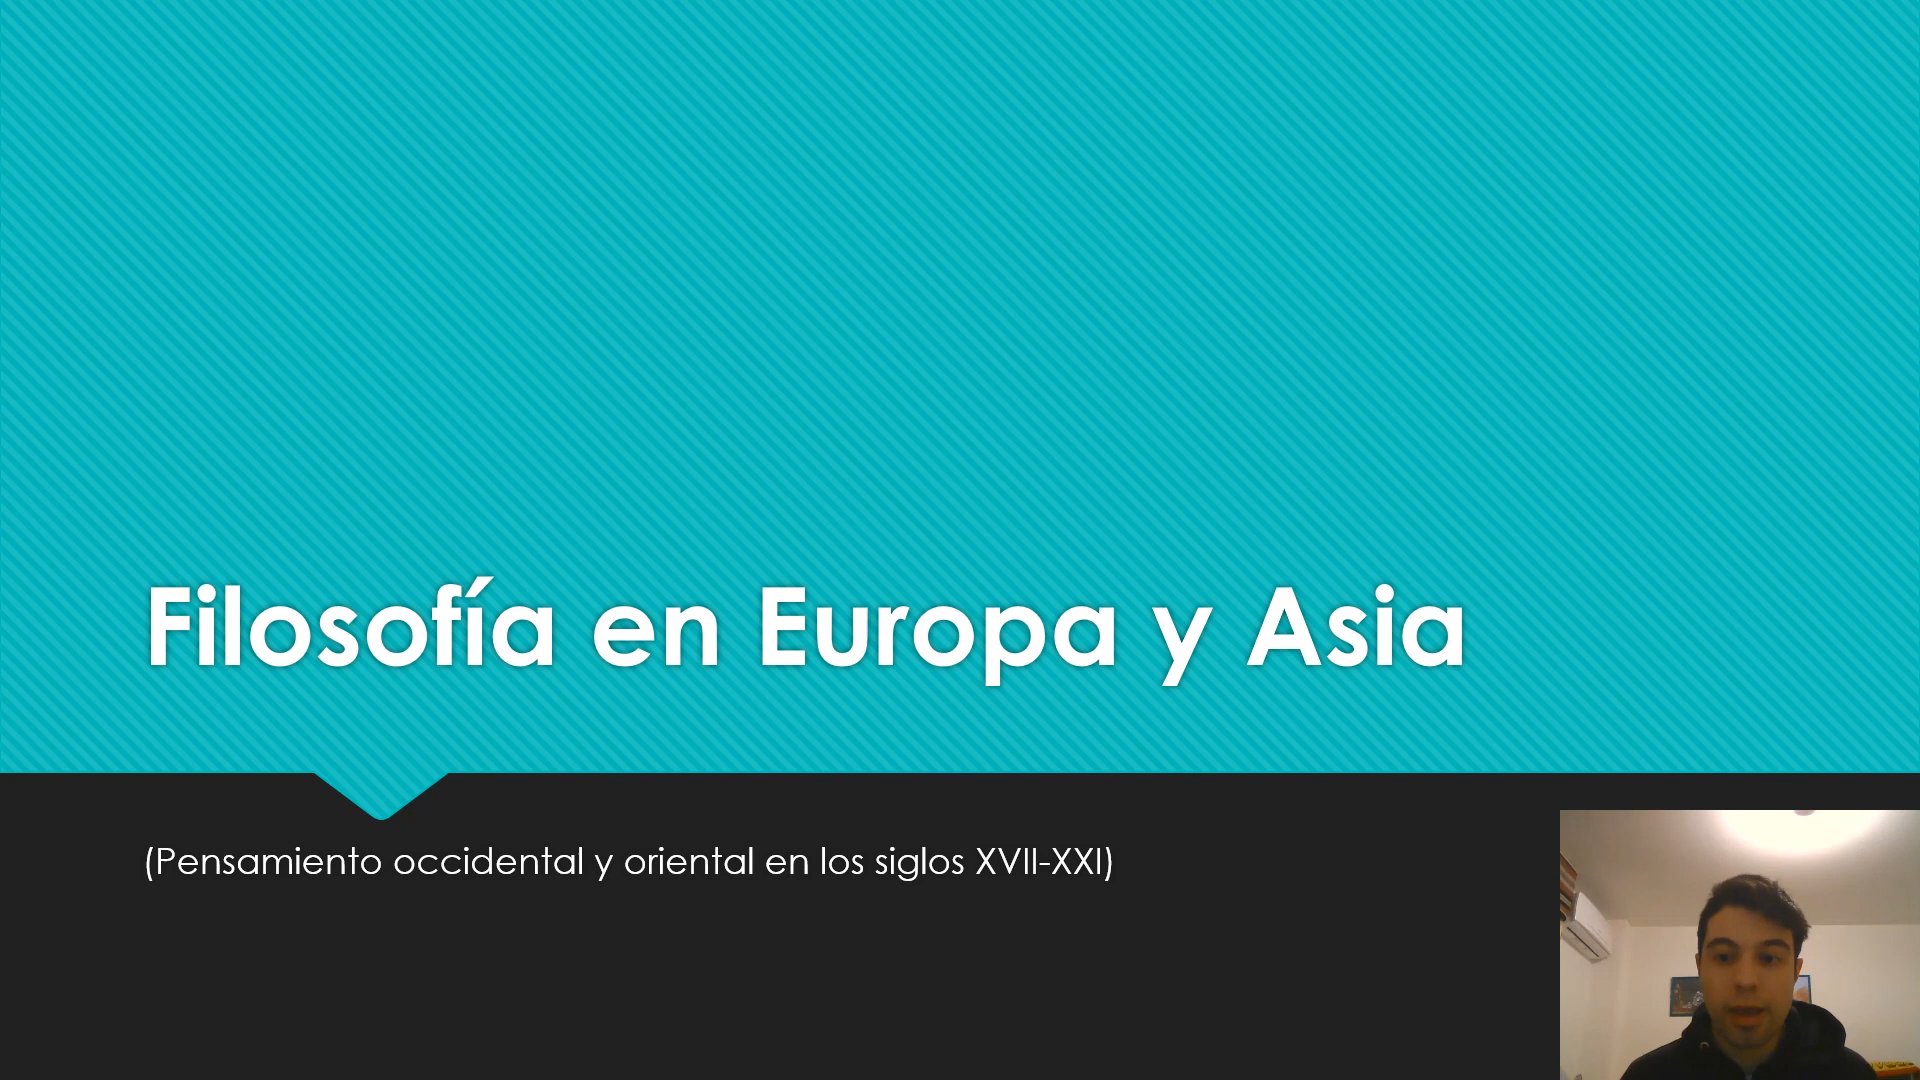 Filosofía en Europa y Asia
(Pensamiento occidental y oriental en los siglos XVII-XXI)